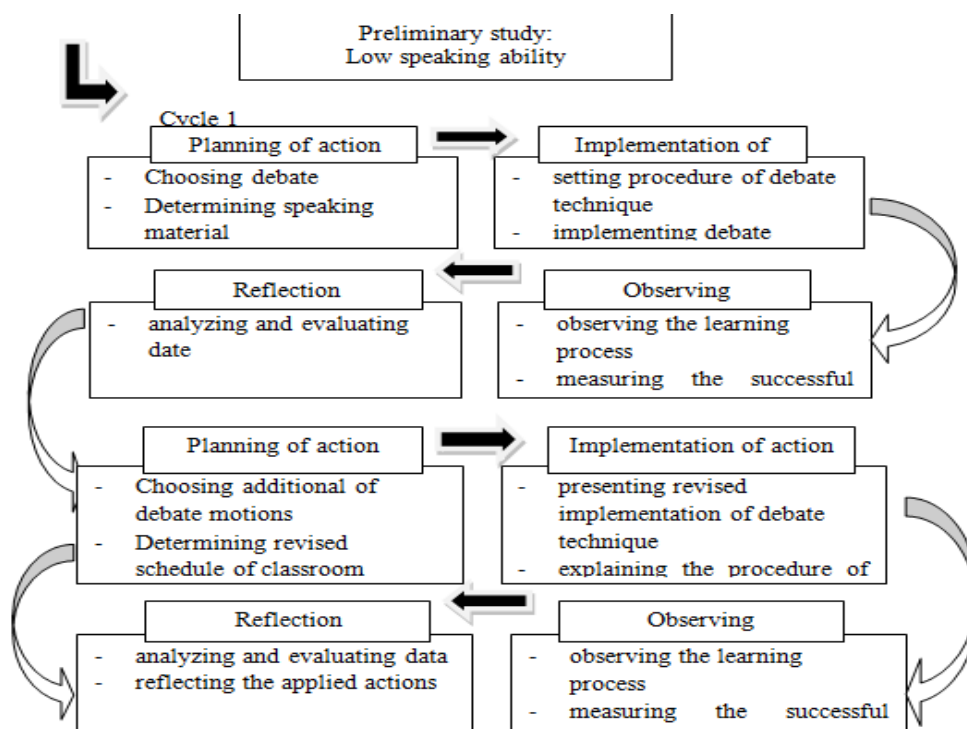 Preliminary study:
Low speaking ability
Cycle 1
Planning of action
- Choosing debate
- Determining speaking
material
Implementation of
- setting procedure of debate
technique
- implementing debate
Reflection
- analyzing and evaluating
date
Observing
- observing the learning
process
- measuring the successful
Planning of action
- Choosing additional of
debate motions
- Determining revised
schedule of classroom
Implementation of action
- presenting revised
implementation of debate
technique
- explaining the procedure of
Reflection
- analyzing and evaluating data
- reflecting the applied actions
Observing
- observing the learning
process
- measuring the successful